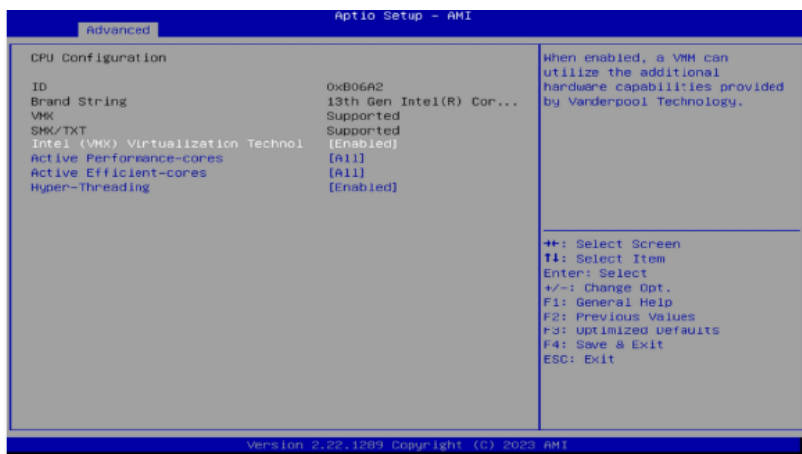 Aptio Setup - AMI
Advanced
CPU Configuration
ID 0xB06A2
Brand String 13th Gen Intel(R) Cor...
VMX Supported
SMX/TXT Supported
Intel (VMX) Virtualization Technol [Enabled]
Active Performance-cores [All]
Active Efficient-cores [All]
Hyper-Threading [Enabled]
When enabled, a VMM can
utilize the additional
hardware capabilities provided
by Vanderpool Technology.
→←: Select Screen
↑↓: Select Item
Enter: Select
+/-: Change Opt.
F1: General Help
F2: Previous Values
F3: Optimized Defaults
F4: Save & Exit
ESC: Exit
Version 2.22.1289 Copyright (C) 2023 AMI